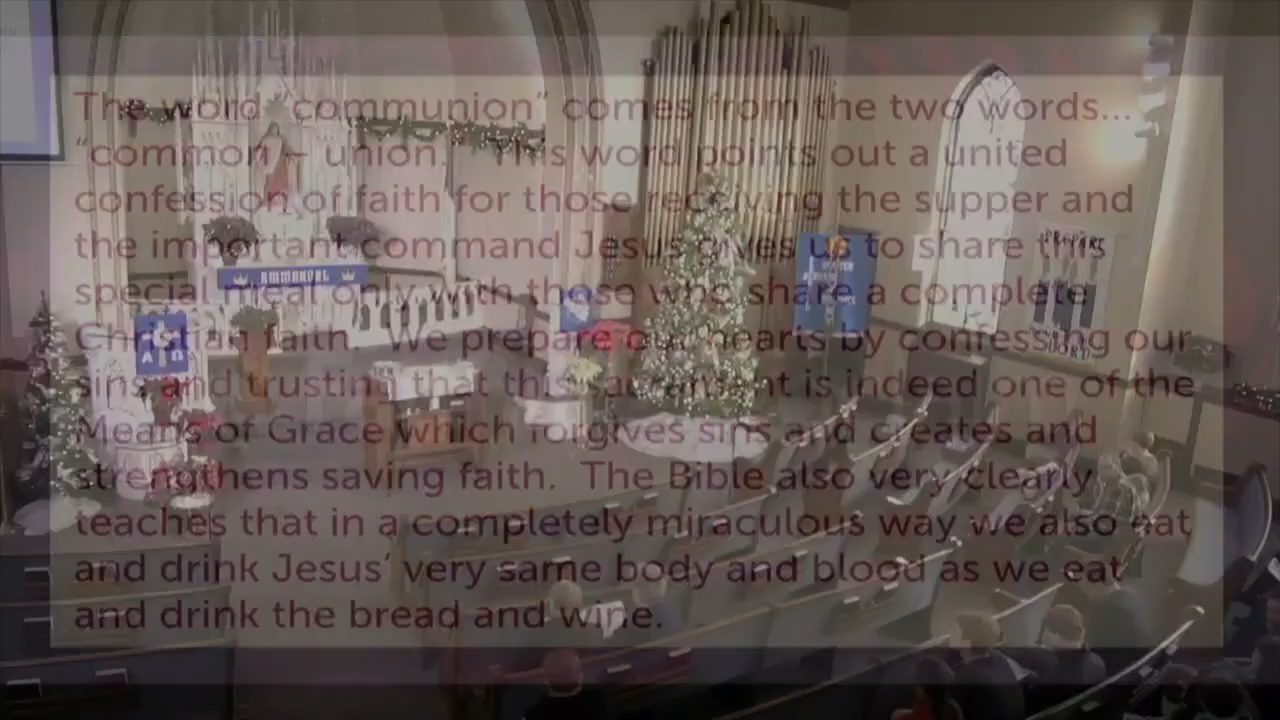 The word “communion” comes from the two words...
“common – union.” This word points out a united
confession of faith for those receiving the supper and
the important command Jesus gives us to share this
special meal only with those who share a complete
Christian faith. We prepare our hearts by confessing our
sins and trusting that this sacrament is indeed one of the
Means of Grace which forgives sins and creates and
strengthens saving faith. The Bible also very clearly
teaches that in a completely miraculous way we also eat
and drink Jesus’ very same body and blood as we eat
and drink the bread and wine.
EMMANUEL
Α Ω
PREPARE